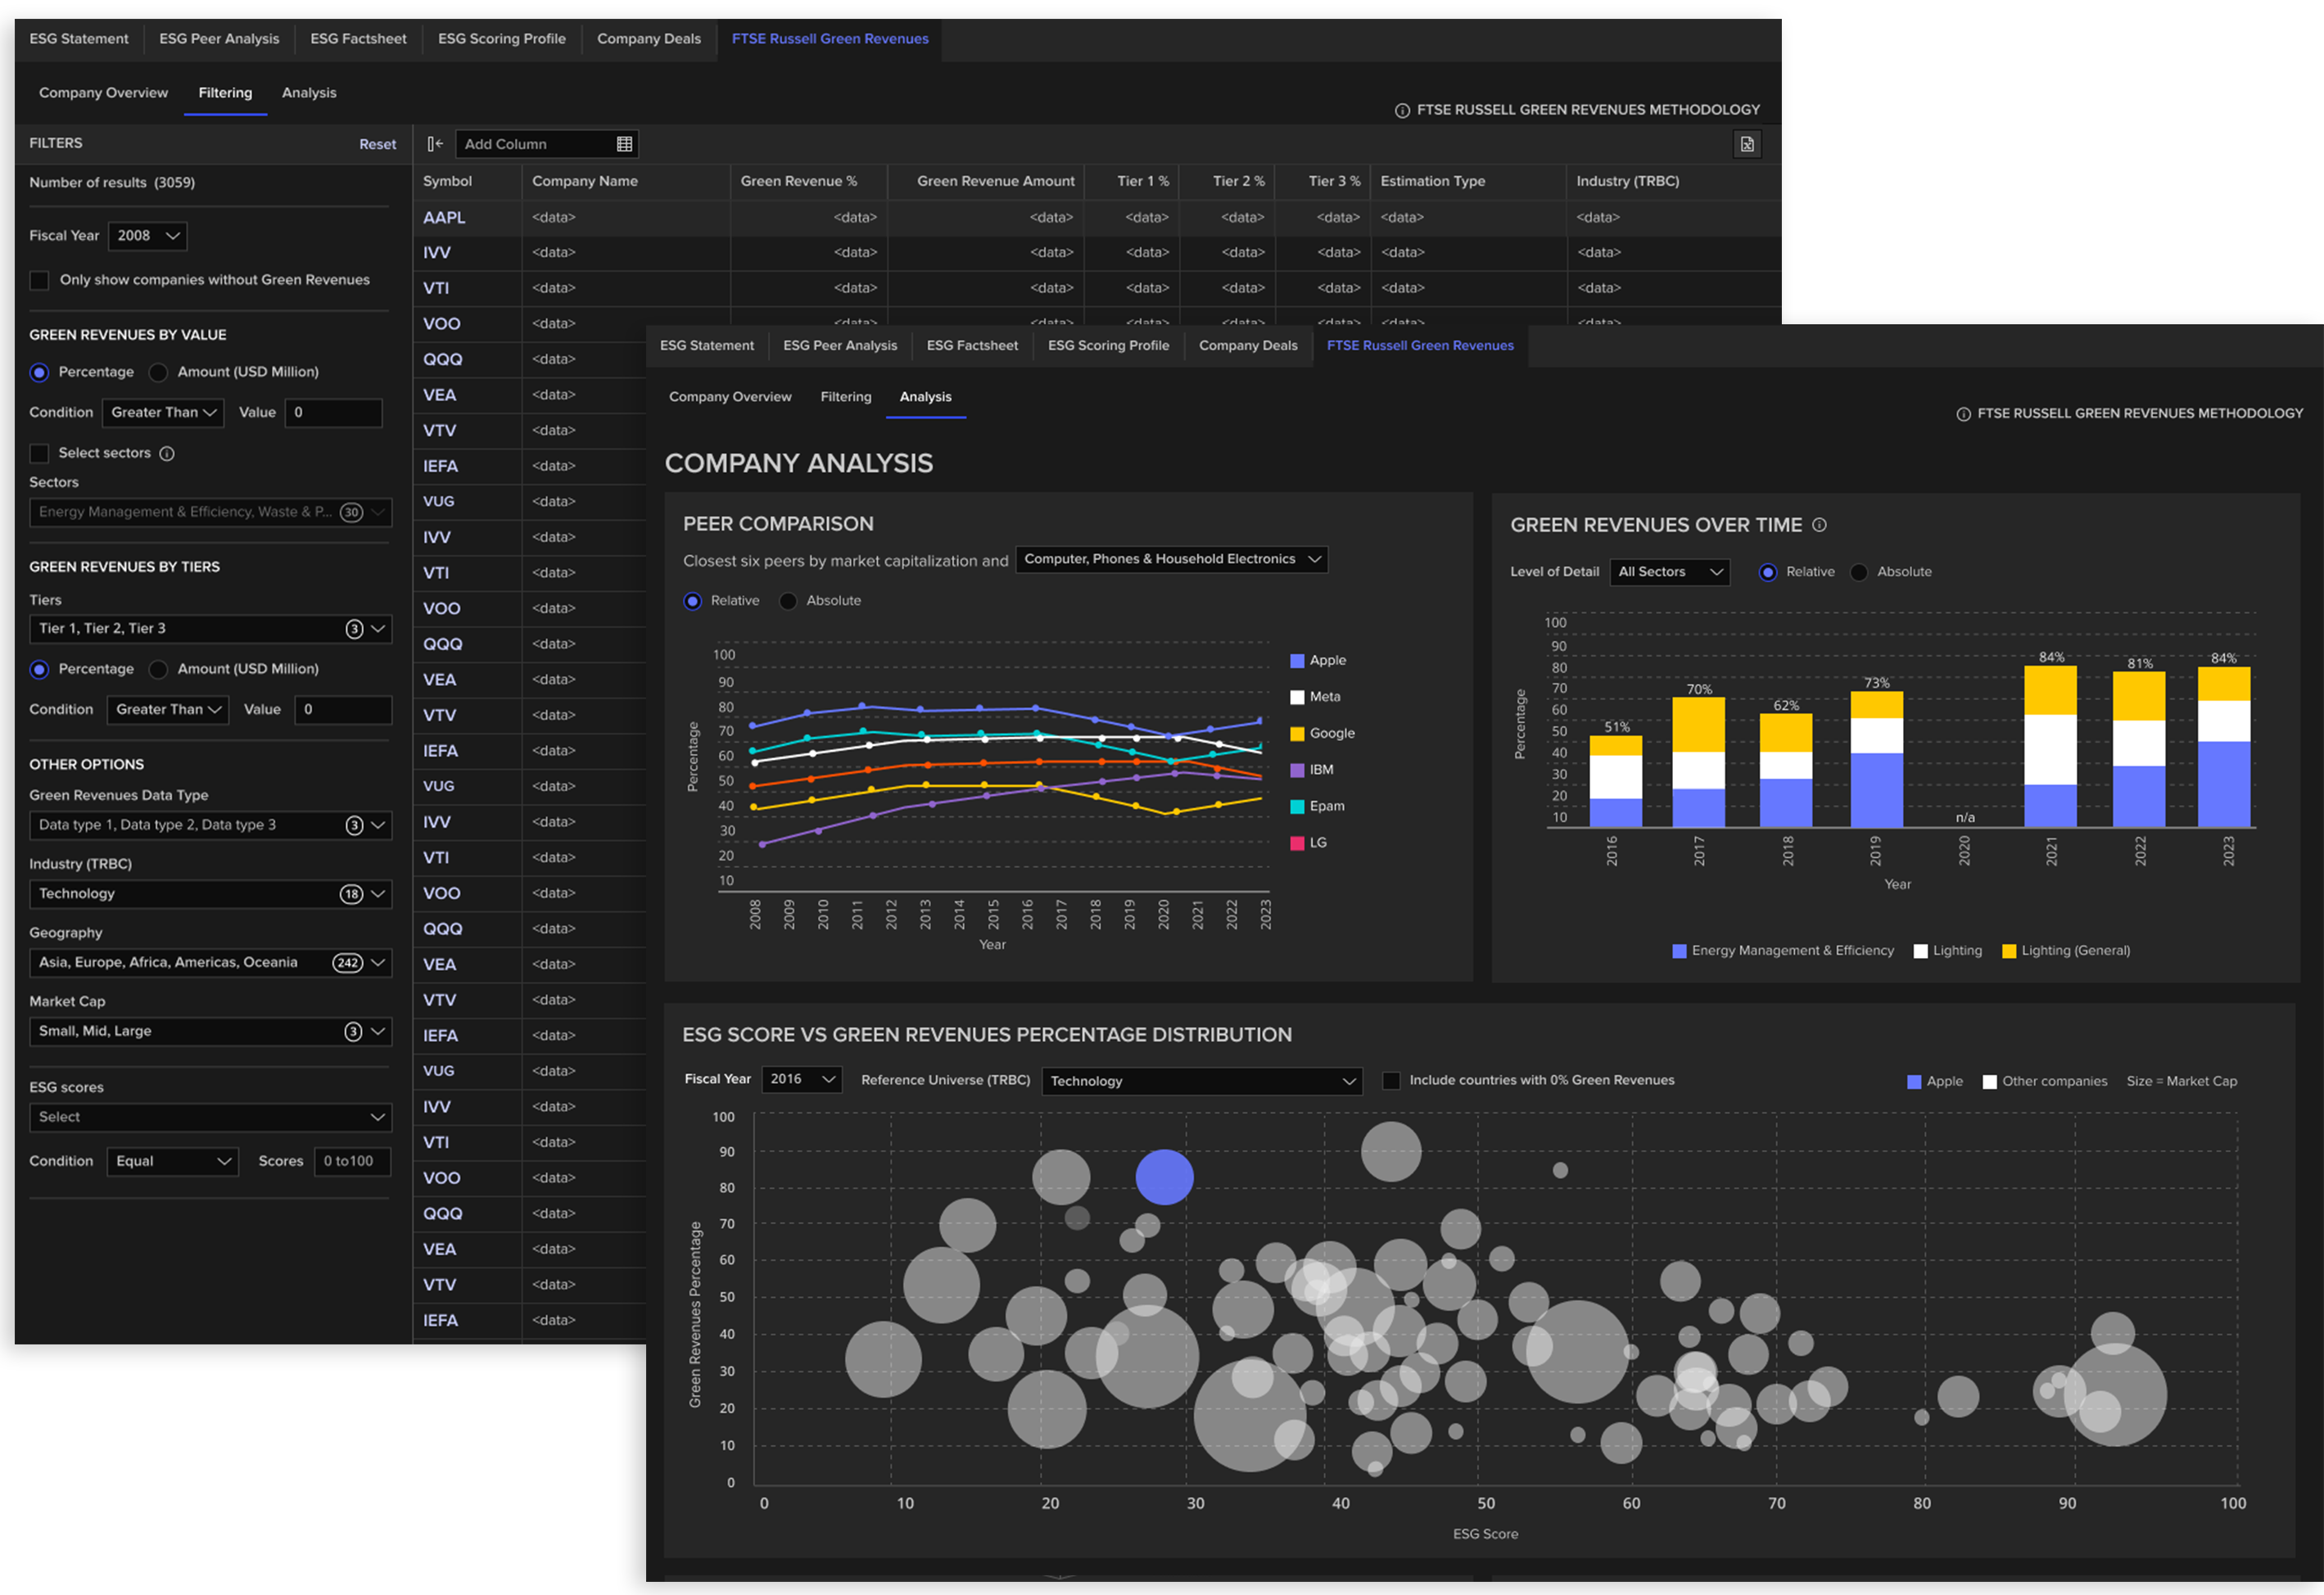 ESG Statement ESG Peer Analysis ESG Factsheet ESG Scoring Profile Company Deals FTSE Russell Green Revenues
Company Overview Filtering Analysis
FTSE RUSSELL GREEN REVENUES METHODOLOGY
FILTERS Reset
Number of results (3059)
Fiscal Year 2008
Only show companies without Green Revenues
GREEN REVENUES BY VALUE
Percentage Amount (USD Million)
Condition Greater Than Value 0
Select sectors
Sectors
Energy Management & Efficiency, Waste & P... 30
GREEN REVENUES BY TIERS
Tiers
Tier 1, Tier 2, Tier 3 3
Percentage Amount (USD Million)
Condition Greater Than Value 0
OTHER OPTIONS
Green Revenues Data Type
Data type 1, Data type 2, Data type 3 3
Industry (TRBC)
Technology 18
Geography
Asia, Europe, Africa, Americas, Oceania 242
Market Cap
Small, Mid, Large 3
ESG scores
Select
Condition Equal Scores 0 to100
Add Column
Symbol Company Name Green Revenue % Green Revenue Amount Tier 1 % Tier 2 % Tier 3 % Estimation Type Industry (TRBC)
AAPL <data> <data> <data> <data> <data> <data> <data> <data>
IVV <data> <data> <data> <data> <data> <data> <data> <data>
VTI <data> <data> <data> <data> <data> <data> <data> <data>
VOO <data> <data> <data> <data> <data> <data> <data> <data>
QQQ <data>
VEA <data>
VTV <data>
IEFA <data>
VUG <data>
IVV <data>
VTI <data>
VOO <data>
QQQ <data>
VEA <data>
VTV <data>
IEFA <data>
VUG <data>
IVV <data>
VTI <data>
VOO <data>
QQQ <data>
VEA <data>
VTV <data>
IEFA <data>
VUG <data>
IVV <data>
VTI <data>
VOO <data>
QQQ <data>
VEA <data>
VTV <data>
IEFA <data>
ESG Statement ESG Peer Analysis ESG Factsheet ESG Scoring Profile Company Deals FTSE Russell Green Revenues
Company Overview Filtering Analysis
FTSE RUSSELL GREEN REVENUES METHODOLOGY
COMPANY ANALYSIS
PEER COMPARISON
Closest six peers by market capitalization and Computer, Phones & Household Electronics
Relative Absolute
100
90
80
70
60
50
40
30
20
10
Percentage
2008 2009 2010 2011 2012 2013 2014 2015 2016 2017 2018 2019 2020 2021 2022 2023
Year
Apple
Meta
Google
IBM
Epam
LG
GREEN REVENUES OVER TIME
Level of Detail All Sectors Relative Absolute
100
90
80
70
60
50
40
30
20
10
Percentage
51% 70% 62% 73% n/a 84% 81% 84%
2016 2017 2018 2019 2020 2021 2022 2023
Year
Energy Management & Efficiency Lighting Lighting (General)
ESG SCORE VS GREEN REVENUES PERCENTAGE DISTRIBUTION
Fiscal Year 2016 Reference Universe (TRBC) Technology Include countries with 0% Green Revenues Apple Other companies Size = Market Cap
100
90
80
70
60
50
40
30
20
10
0
Green Revenues Percentage
0 10 20 30 40 50 60 70 80 90 100
ESG Score